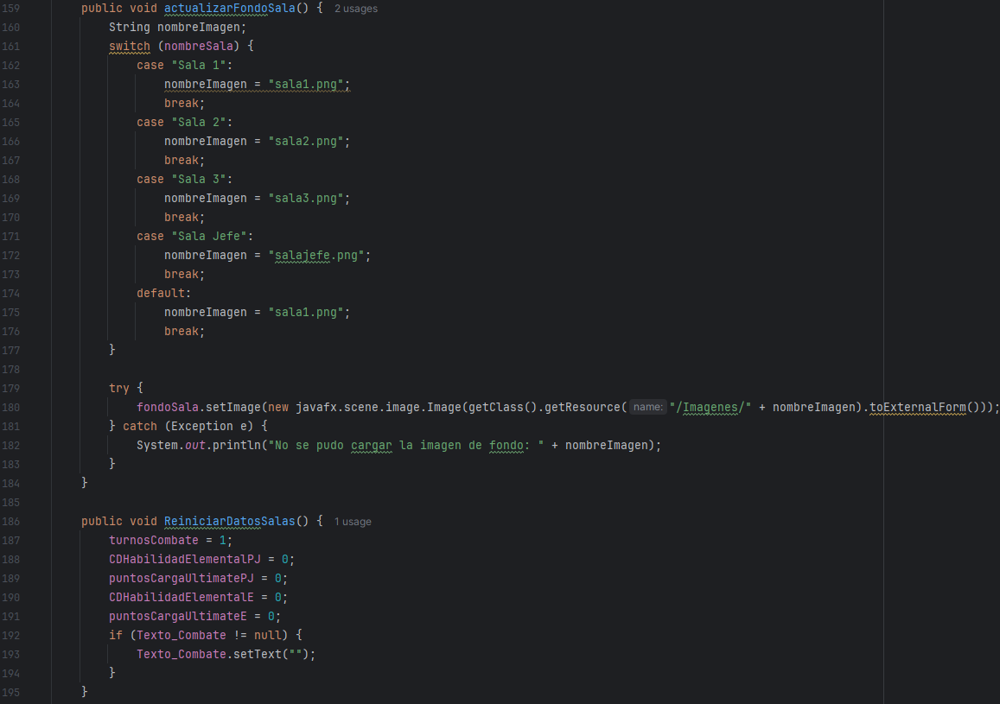 159 public void actualizarFondoSala() { 2 usages
160 String nombreImagen;
161 switch (nombreSala) {
162 case "Sala 1":
163 nombreImagen = "sala1.png";
164 break;
165 case "Sala 2":
166 nombreImagen = "sala2.png";
167 break;
168 case "Sala 3":
169 nombreImagen = "sala3.png";
170 break;
171 case "Sala Jefe":
172 nombreImagen = "salajefe.png";
173 break;
174 default:
175 nombreImagen = "sala1.png";
176 break;
177 }
178
179 try {
180 fondoSala.setImage(new javafx.scene.image.Image(getClass().getResource( name: "/Imagenes/" + nombreImagen).toExternalForm()));
181 } catch (Exception e) {
182 System.out.println("No se pudo cargar la imagen de fondo: " + nombreImagen);
183 }
184 }
185
186 public void ReiniciarDatosSalas() { 1 usage
187 turnosCombate = 1;
188 CDHabilidadElementalPJ = 0;
189 puntosCargaUltimatePJ = 0;
190 CDHabilidadElementalE = 0;
191 puntosCargaUltimateE = 0;
192 if (Texto_Combate != null) {
193 Texto_Combate.setText("");
194 }
195 }